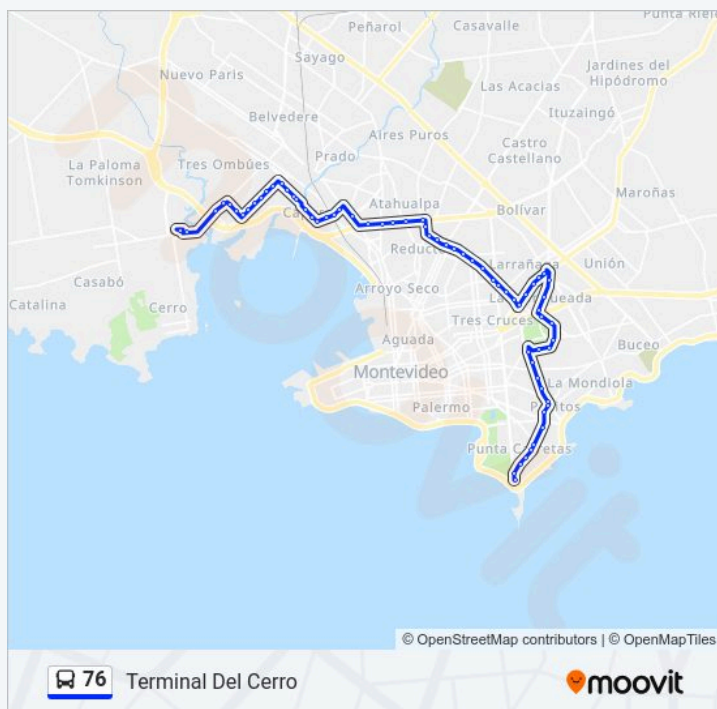 Peñarol
Casavalle
Punta Rieles
Sayago
Nuevo Paris
Jardines del
Hipódromo
Las Acacias
Ituzaingó
Belvedere
Aires Puros
Castro
Castellano
La Paloma
Tomkinson
Tres Ombúes
Prado
Maroñas
Atahualpa
Bolívar
Reducto
Larrañaga
Unión
Casabó
Arroyo Seco
Catalina
Cerro
Tres Cruces
Aguada
Buceo
Montevideo
La Mondiola
Palermo
Pocitos
Punta Carretas
moovit
© OpenStreetMap contributors | © OpenMapTiles
76 Terminal Del Cerro
moovit